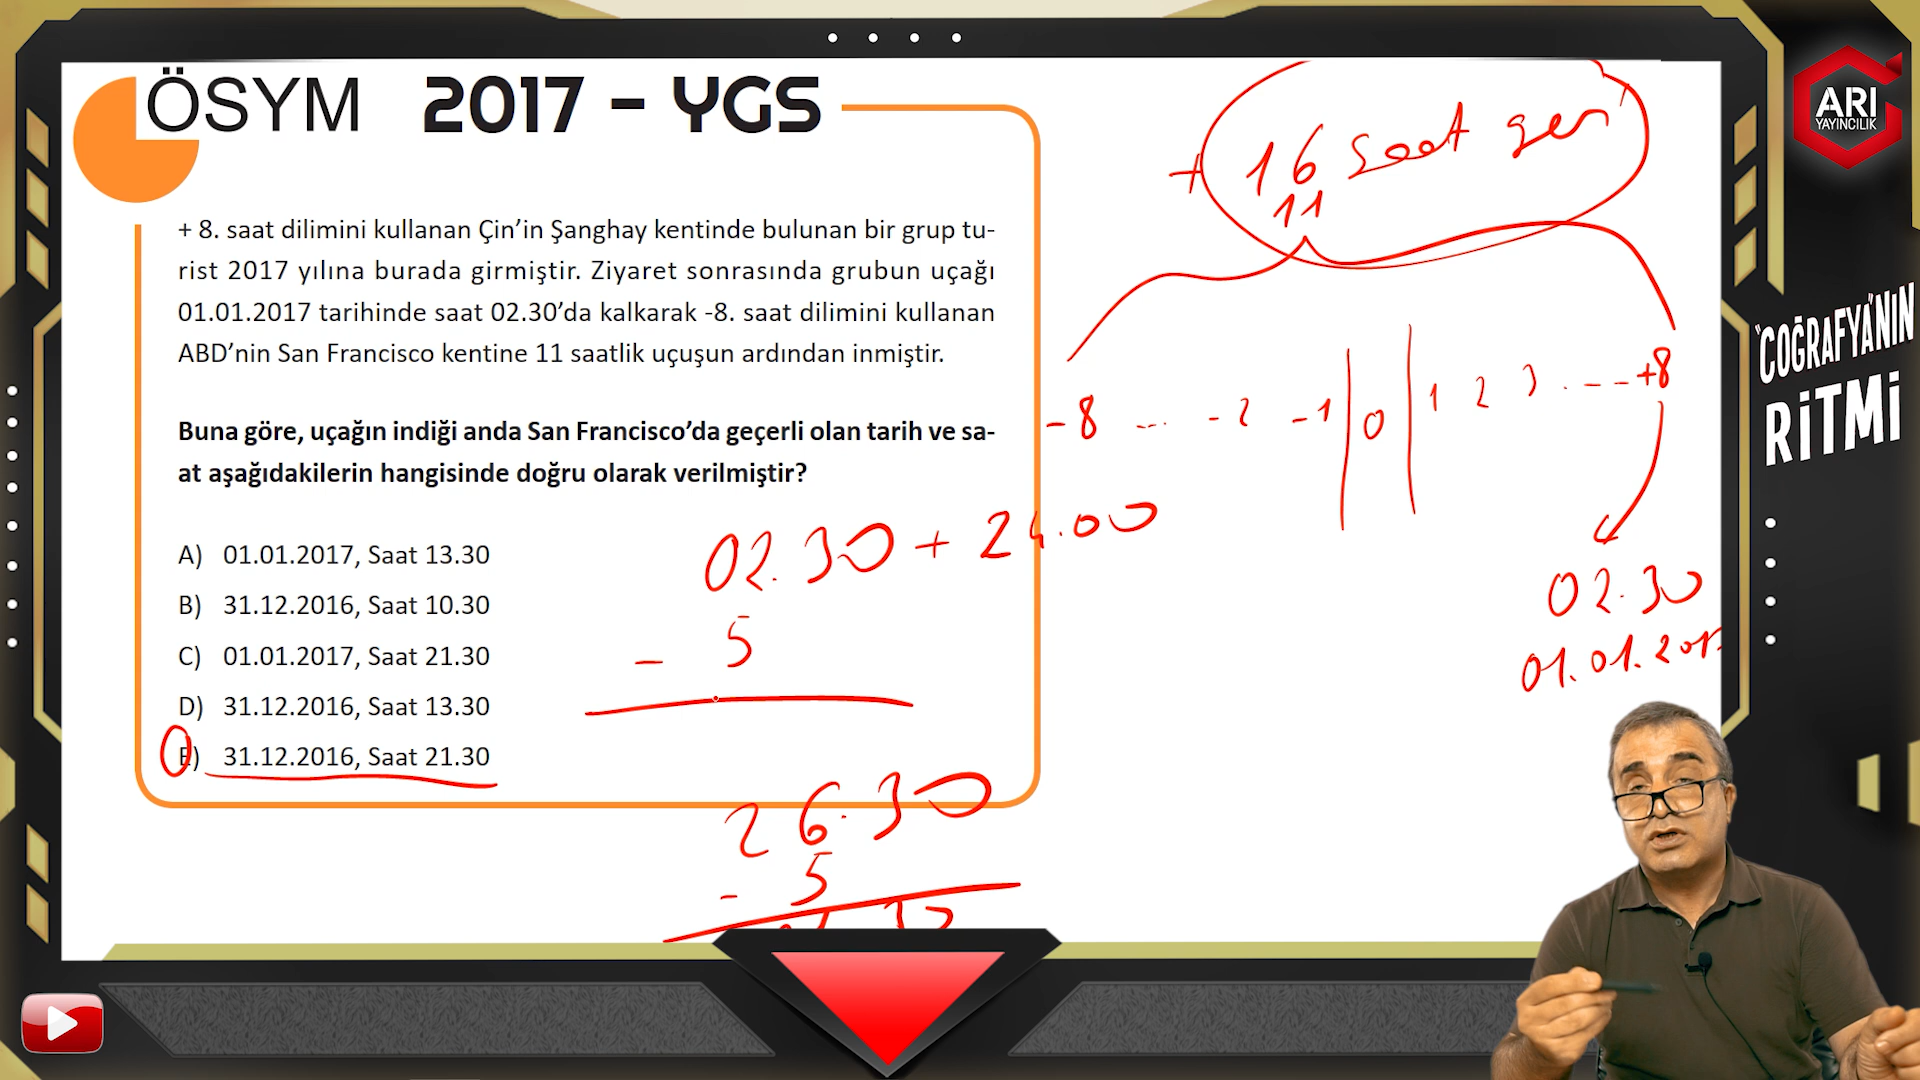 ÖSYM 2017 - YGS
+ 8. saat dilimini kullanan Çin’in Şanghay kentinde bulunan bir grup tu-
rist 2017 yılına burada girmiştir. Ziyaret sonrasında grubun uçağı
01.01.2017 tarihinde saat 02.30’da kalkarak -8. saat dilimini kullanan
ABD’nin San Francisco kentine 11 saatlik uçuşun ardından inmiştir.
Buna göre, uçağın indiği anda San Francisco’da geçerli olan tarih ve sa-
at aşağıdakilerin hangisinde doğru olarak verilmiştir?
A) 01.01.2017, Saat 13.30
B) 31.12.2016, Saat 10.30
C) 01.01.2017, Saat 21.30
D) 31.12.2016, Saat 13.30
E) 31.12.2016, Saat 21.30
02.30 + 24.00
- 5
26.30
- 5
+ 16 saat geri
11
-8 ... -2 -1 0 1 2 3 ... +8
02.30
01.01.2017
ARI
YAYINCILIK
COĞRAFYA'NIN
RİTMİ